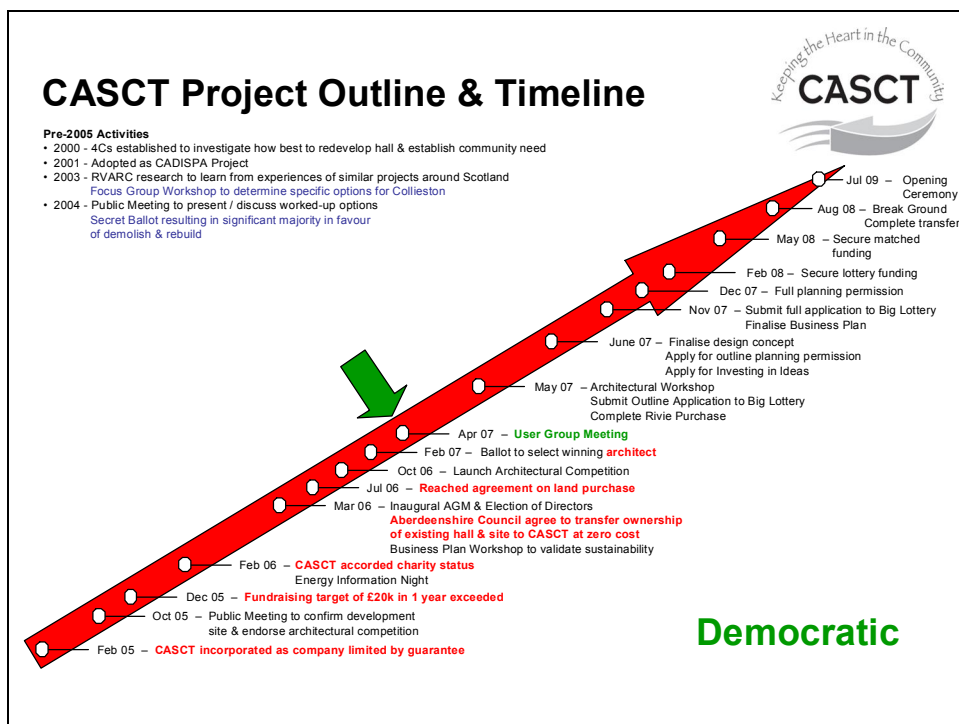 Keeping the Heart in the Community
CASCT
CASCT Project Outline & Timeline
Pre-2005 Activities
• 2000 - 4Cs established to investigate how best to redevelop hall & establish community need
• 2001 - Adopted as CADISPA Project
• 2003 - RVARC research to learn from experiences of similar projects around Scotland
Focus Group Workshop to determine specific options for Collieston
• 2004 - Public Meeting to present / discuss worked-up options
Secret Ballot resulting in significant majority in favour
of demolish & rebuild
Jul 09 – Opening
Ceremony
Aug 08 – Break Ground
Complete transfer
May 08 – Secure matched
funding
Feb 08 – Secure lottery funding
Dec 07 – Full planning permission
Nov 07 – Submit full application to Big Lottery
Finalise Business Plan
June 07 – Finalise design concept
Apply for outline planning permission
Apply for Investing in Ideas
May 07 – Architectural Workshop
Submit Outline Application to Big Lottery
Complete Rivie Purchase
Apr 07 – User Group Meeting
Feb 07 – Ballot to select winning architect
Oct 06 – Launch Architectural Competition
Jul 06 – Reached agreement on land purchase
Mar 06 – Inaugural AGM & Election of Directors
Aberdeenshire Council agree to transfer ownership
of existing hall & site to CASCT at zero cost
Business Plan Workshop to validate sustainability
Feb 06 – CASCT accorded charity status
Energy Information Night
Dec 05 – Fundraising target of £20k in 1 year exceeded
Oct 05 – Public Meeting to confirm development
site & endorse architectural competition
Feb 05 – CASCT incorporated as company limited by guarantee
Democratic